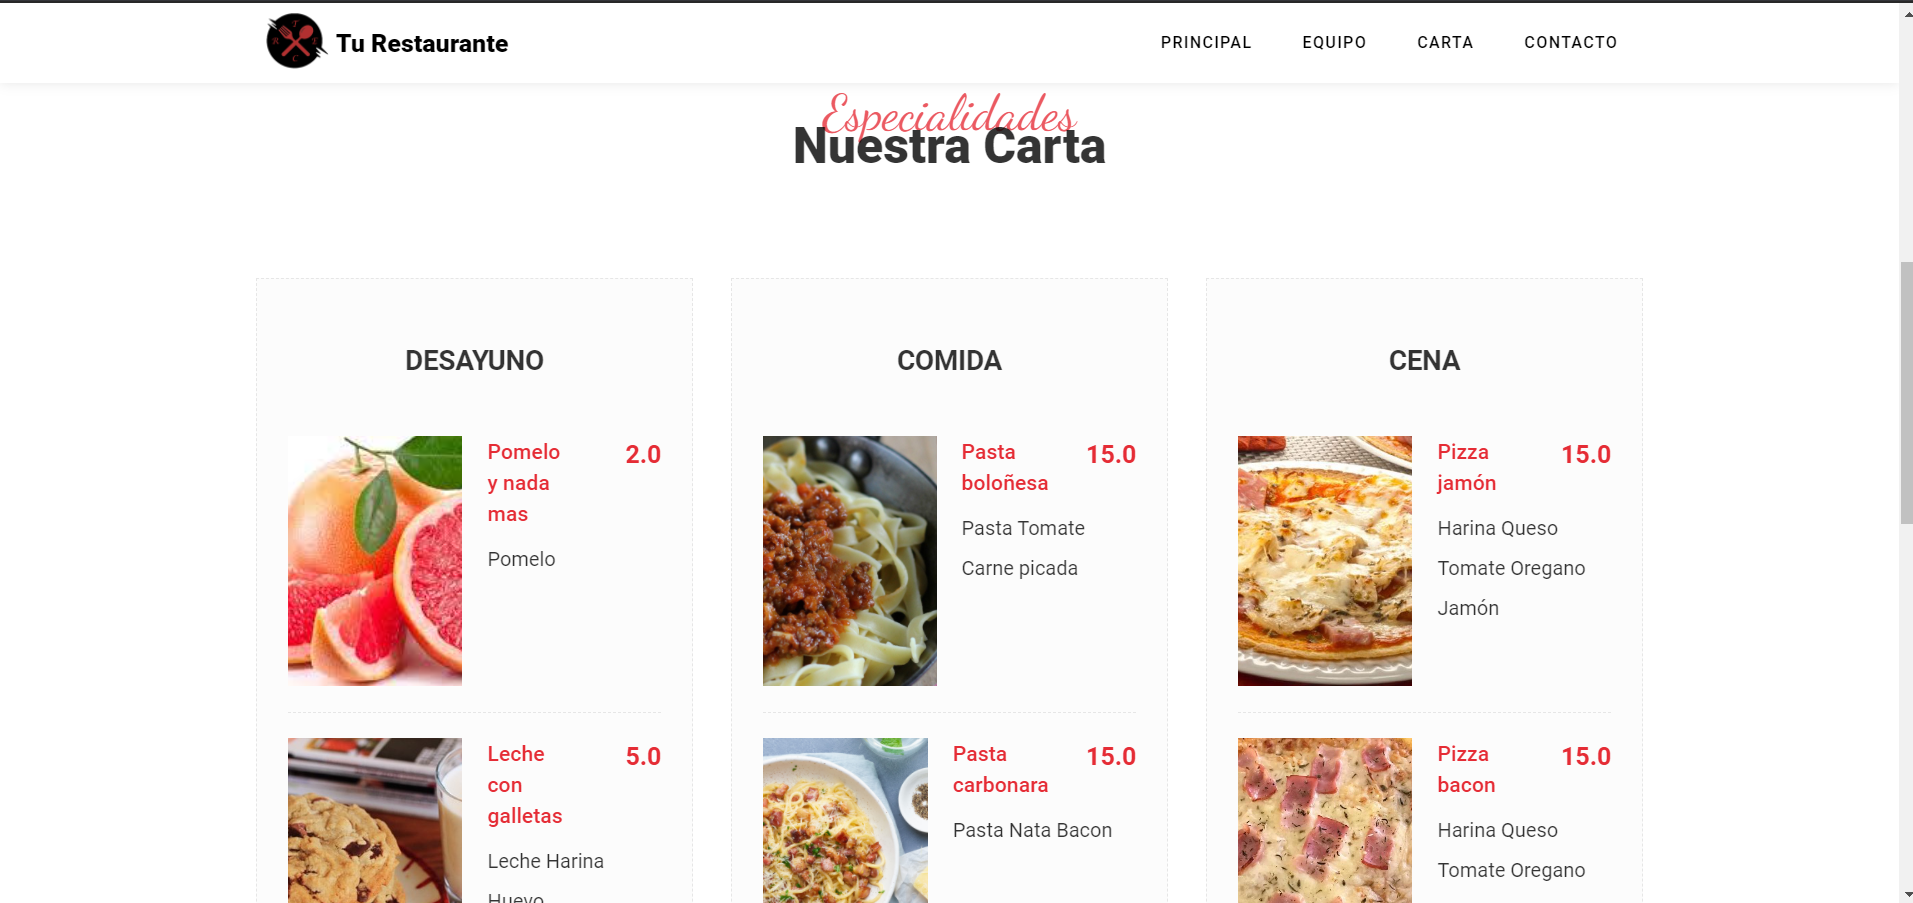 Tu Restaurante
PRINCIPAL EQUIPO CARTA CONTACTO
Especialidades
Nuestra Carta
DESAYUNO
Pomelo 2.0
y nada
mas
Pomelo
Leche 5.0
con
galletas
Leche Harina
Huevo
COMIDA
Pasta 15.0
boloñesa
Pasta Tomate
Carne picada
Pasta 15.0
carbonara
Pasta Nata Bacon
CENA
Pizza 15.0
jamón
Harina Queso
Tomate Oregano
Jamón
Pizza 15.0
bacon
Harina Queso
Tomate Oregano